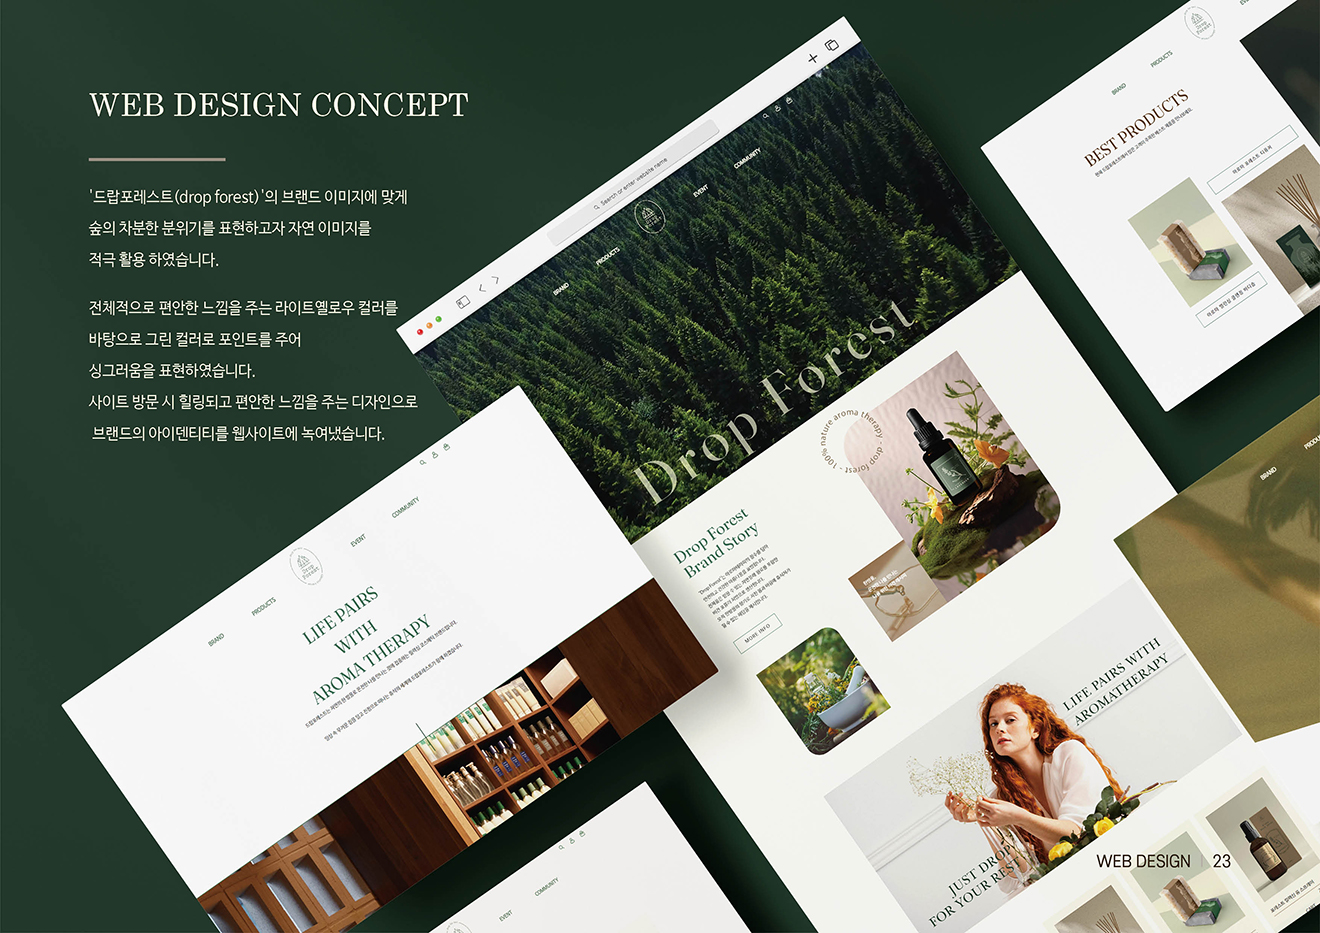 WEB DESIGN CONCEPT
'드랍포레스트(drop forest)'의 브랜드 이미지에 맞게
숲의 차분한 분위기를 표현하고자 자연 이미지를
적극 활용 하였습니다.
전체적으로 편안한 느낌을 주는 라이트옐로우 컬러를
바탕으로 그린 컬러로 포인트를 주어
싱그러움을 표현하였습니다.
사이트 방문 시 힐링되고 편안한 느낌을 주는 디자인으로
브랜드의 아이덴티티를 웹사이트에 녹여냈습니다.
Search or enter website name
BRAND
PRODUCTS
EVENT
COMMUNITY
Drop Forest
100% nature aroma therapy - drop forest -
Drop Forest
Brand Story
MORE INFO
LIFE PAIRS WITH
AROMATHERAPY
JUST DROP
FOR YOUR REST
BRAND
PRODUCTS
Drop
Forest
EVENT
COMMUNITY
LIFE PAIRS
WITH
AROMA THERAPY
EVENT
COMMUNITY
BRAND
PRODUCTS
Drop
Forest
BEST PRODUCTS
BRAND
WEB DESIGN | 23